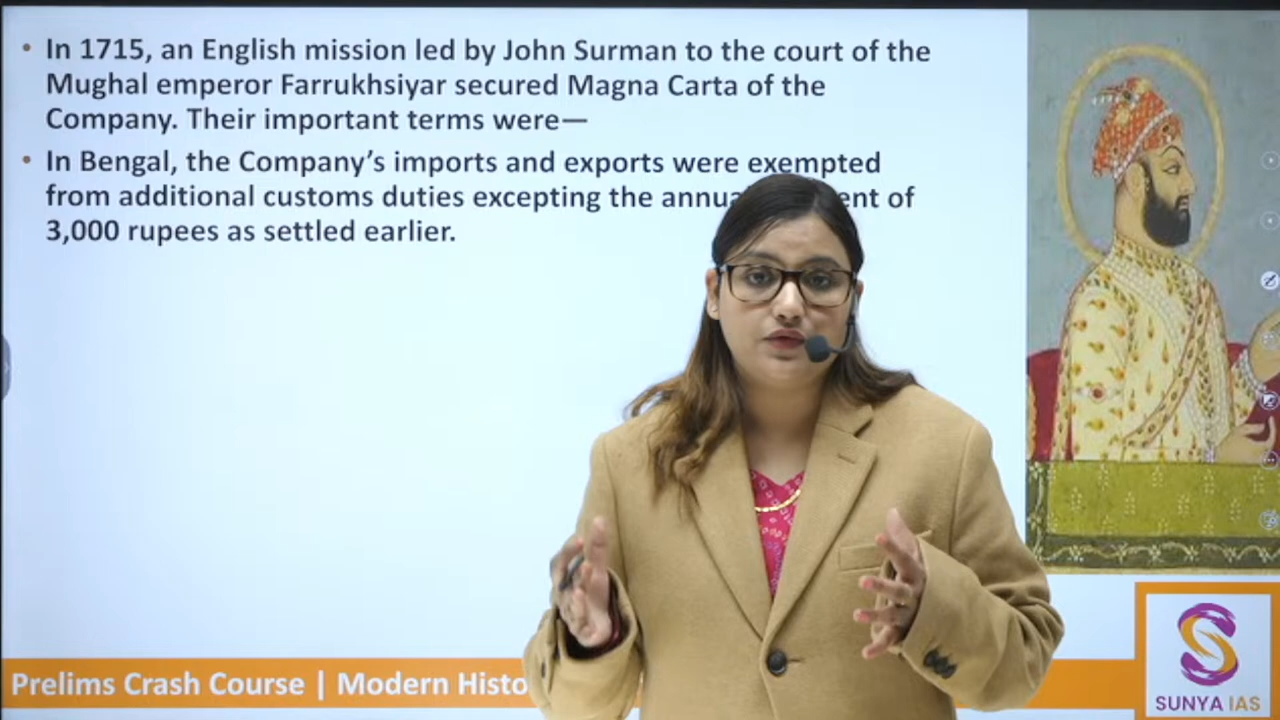 • In 1715, an English mission led by John Surman to the court of the
Mughal emperor Farrukhsiyar secured Magna Carta of the
Company. Their important terms were—
• In Bengal, the Company’s imports and exports were exempted
from additional customs duties excepting the of
3,000 rupees as settled earlier.
Prelims Crash Course | Modern
SUNYA IAS